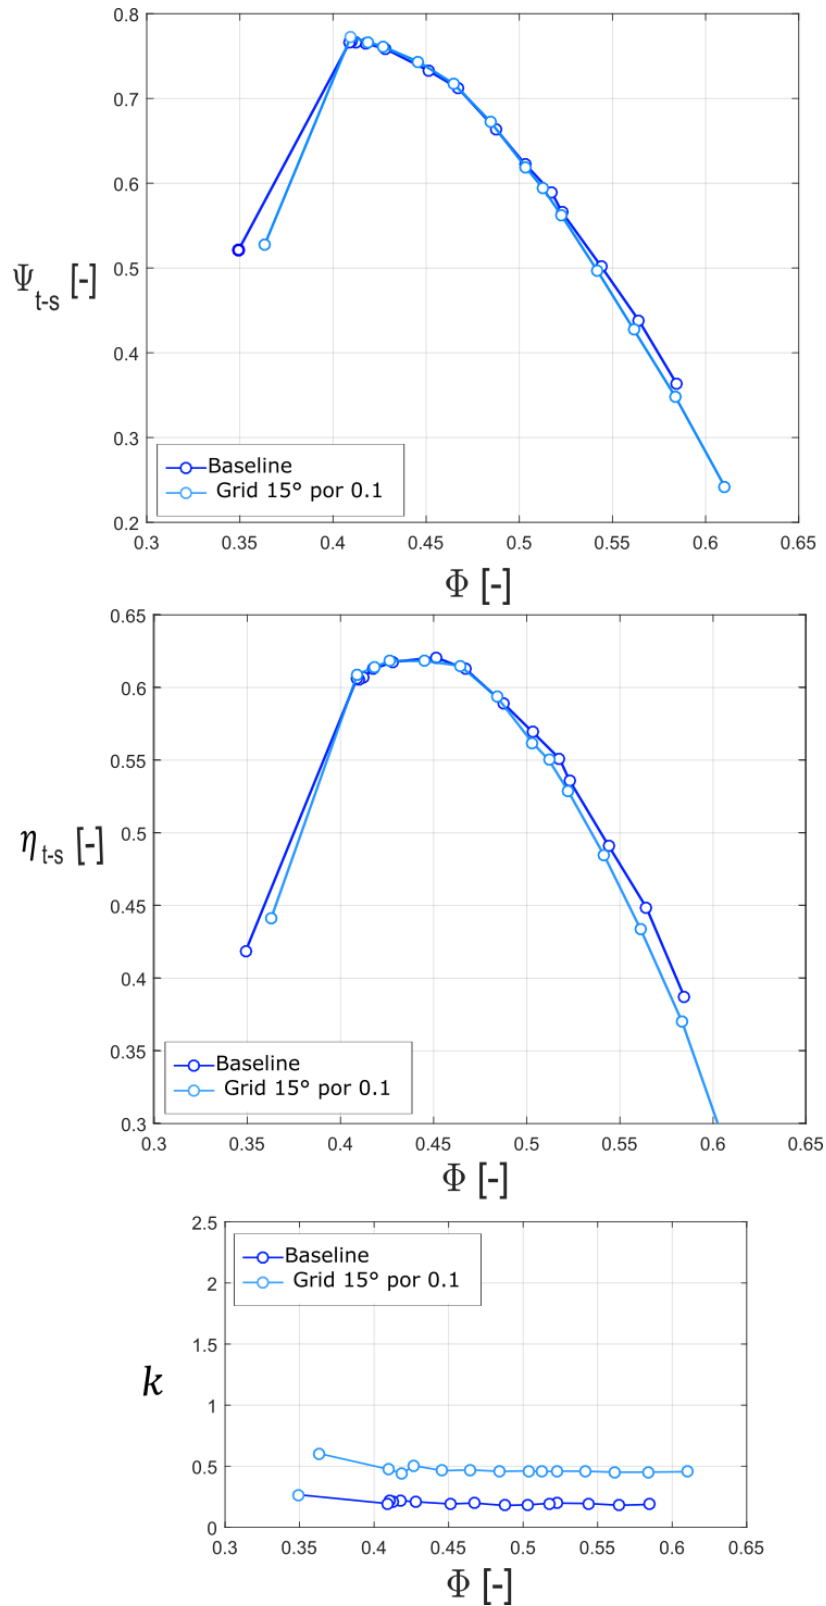 0.8
0.7
0.6
0.5
0.4
0.3
0.2
Ψt-s [-]
Baseline
Grid 15° por 0.1
0.3 0.35 0.4 0.45 0.5 0.55 0.6 0.65
Φ [-]
0.65
0.6
0.55
0.5
0.45
0.4
0.35
0.3
ηt-s [-]
Baseline
Grid 15° por 0.1
0.3 0.35 0.4 0.45 0.5 0.55 0.6 0.65
Φ [-]
2.5
2
1.5
1
0.5
0
k
Baseline
Grid 15° por 0.1
0.3 0.35 0.4 0.45 0.5 0.55 0.6 0.65
Φ [-]